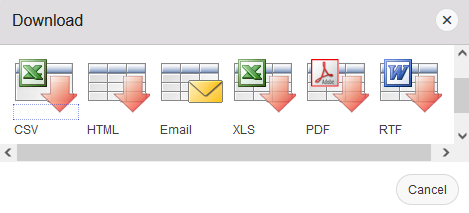 Download
CSV HTML Email XLS PDF RTF
Cancel